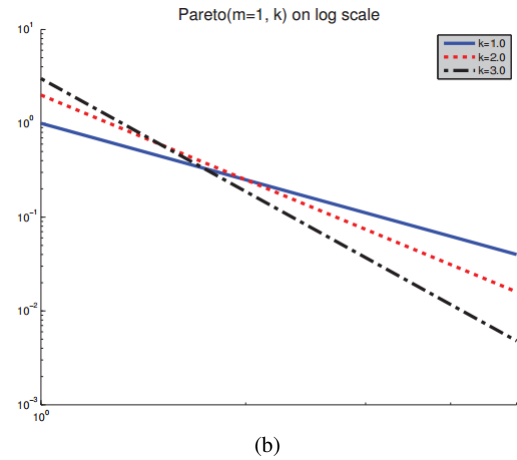 Pareto(m=1, k) on log scale
10¹
k=1.0
k=2.0
k=3.0
10⁰
10⁻¹
10⁻²
10⁻³
10⁰
(b)